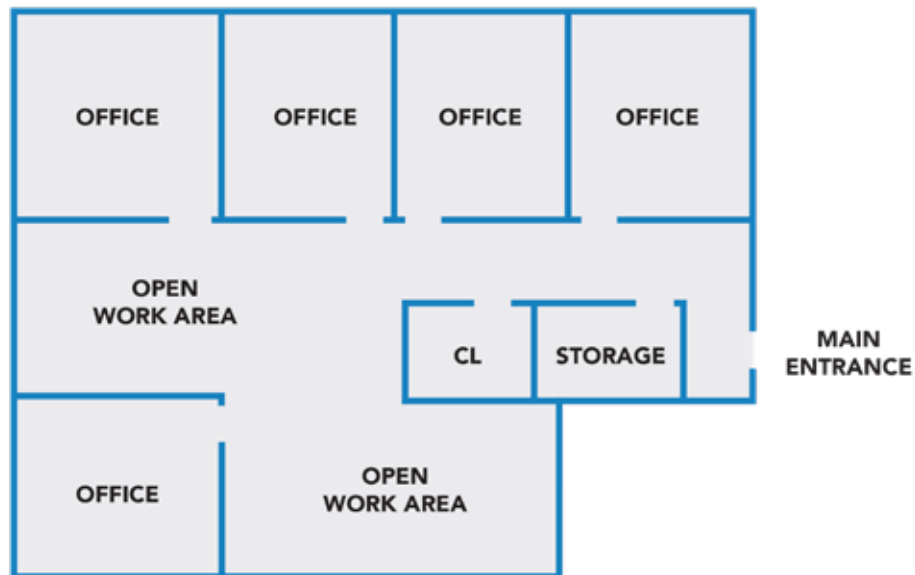 OFFICE
OFFICE
OFFICE
OFFICE
OPEN
WORK AREA
CL
STORAGE
MAIN
ENTRANCE
OFFICE
OPEN
WORK AREA